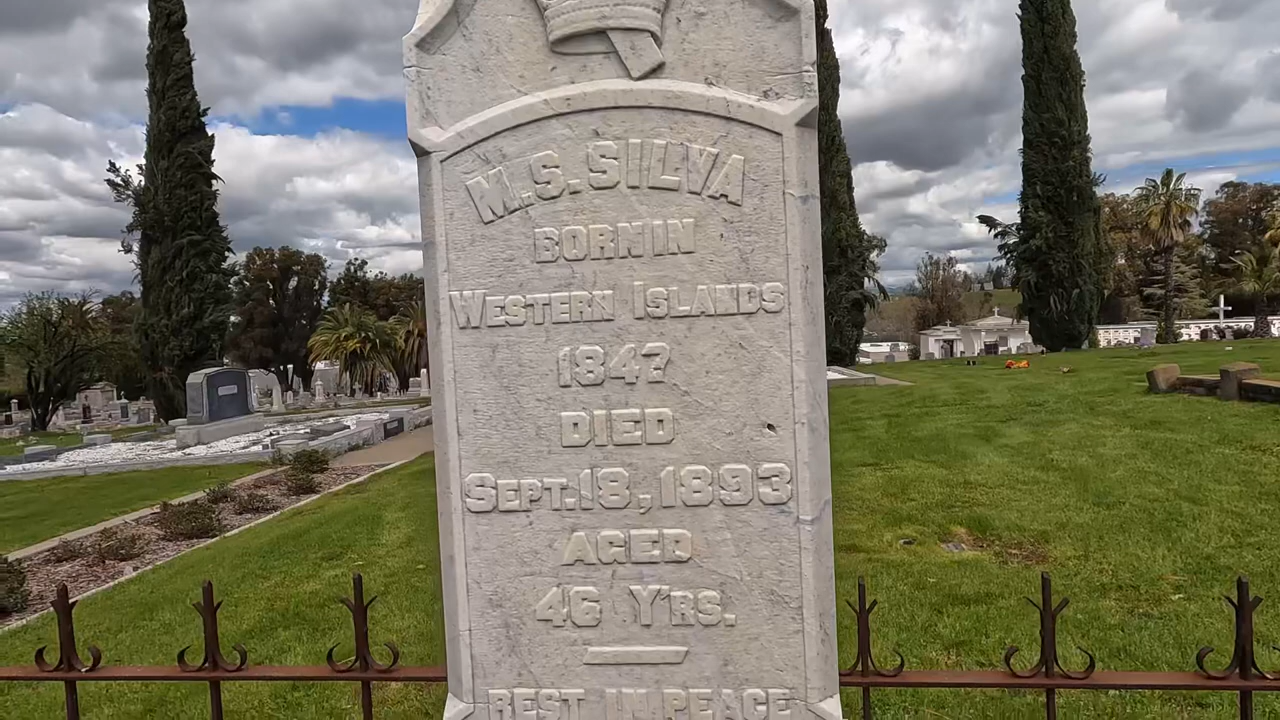 M.S.SILVA
BORN IN
WESTERN ISLANDS
1847
DIED
SEPT.18,1893
AGED
46 Y'RS.
REST IN PEACE